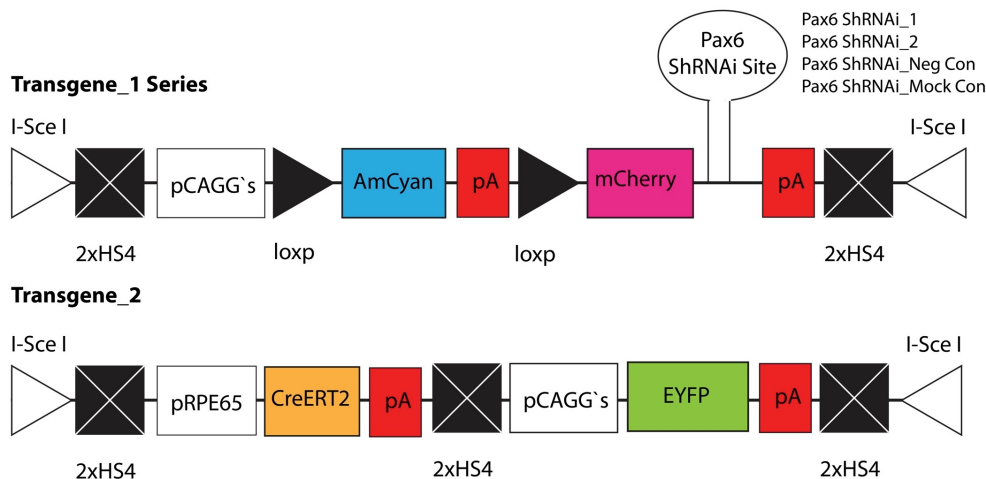 Pax6 ShRNAi_1
Pax6 ShRNAi_2
Pax6 ShRNAi_Neg Con
Pax6 ShRNAi_Mock Con
Pax6
ShRNAi Site
Transgene_1 Series
I-Sce I
I-Sce I
pCAGG`s
AmCyan
pA
mCherry
pA
2xHS4
loxp
loxp
2xHS4
Transgene_2
I-Sce I
I-Sce I
pRPE65
CreERT2
pA
pCAGG`s
EYFP
pA
2xHS4
2xHS4
2xHS4